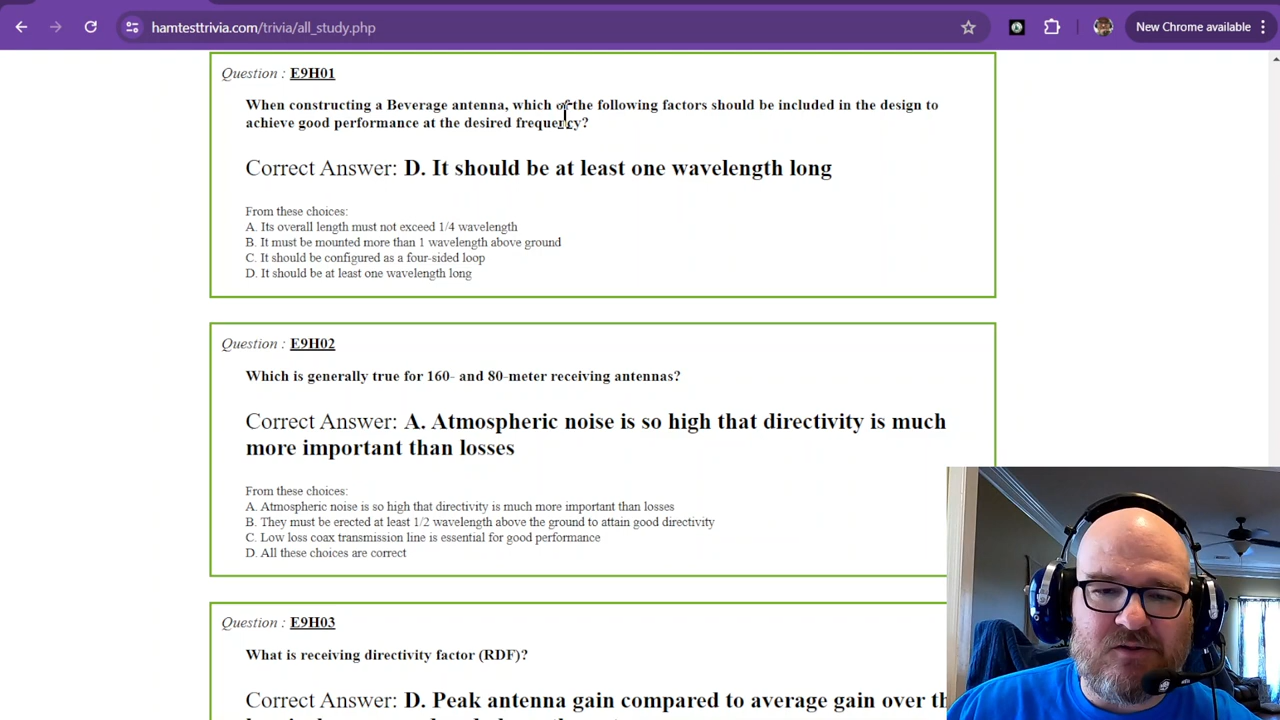 hamtesttrivia.com/trivia/all_study.php
New Chrome available
Question : E9H01
When constructing a Beverage antenna, which of the following factors should be included in the design to
achieve good performance at the desired frequency?
Correct Answer: D. It should be at least one wavelength long
From these choices:
A. Its overall length must not exceed 1/4 wavelength
B. It must be mounted more than 1 wavelength above ground
C. It should be configured as a four-sided loop
D. It should be at least one wavelength long
Question : E9H02
Which is generally true for 160- and 80-meter receiving antennas?
Correct Answer: A. Atmospheric noise is so high that directivity is much
more important than losses
From these choices:
A. Atmospheric noise is so high that directivity is much more important than losses
B. They must be erected at least 1/2 wavelength above the ground to attain good directivity
C. Low loss coax transmission line is essential for good performance
D. All these choices are correct
Question : E9H03
What is receiving directivity factor (RDF)?
Correct Answer: D. Peak antenna gain compared to average gain over th